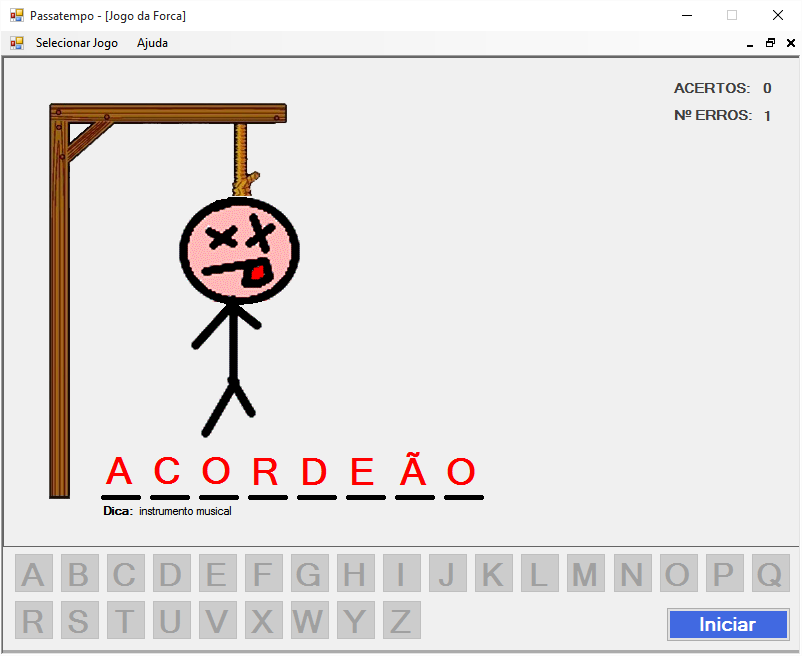 Passatempo - [Jogo da Forca]
Selecionar Jogo Ajuda
ACERTOS: 0
Nº ERROS: 1
A C O R D E Ã O
Dica: instrumento musical
A B C D E F G H I J K L M N O P Q
R S T U V X W Y Z
Iniciar